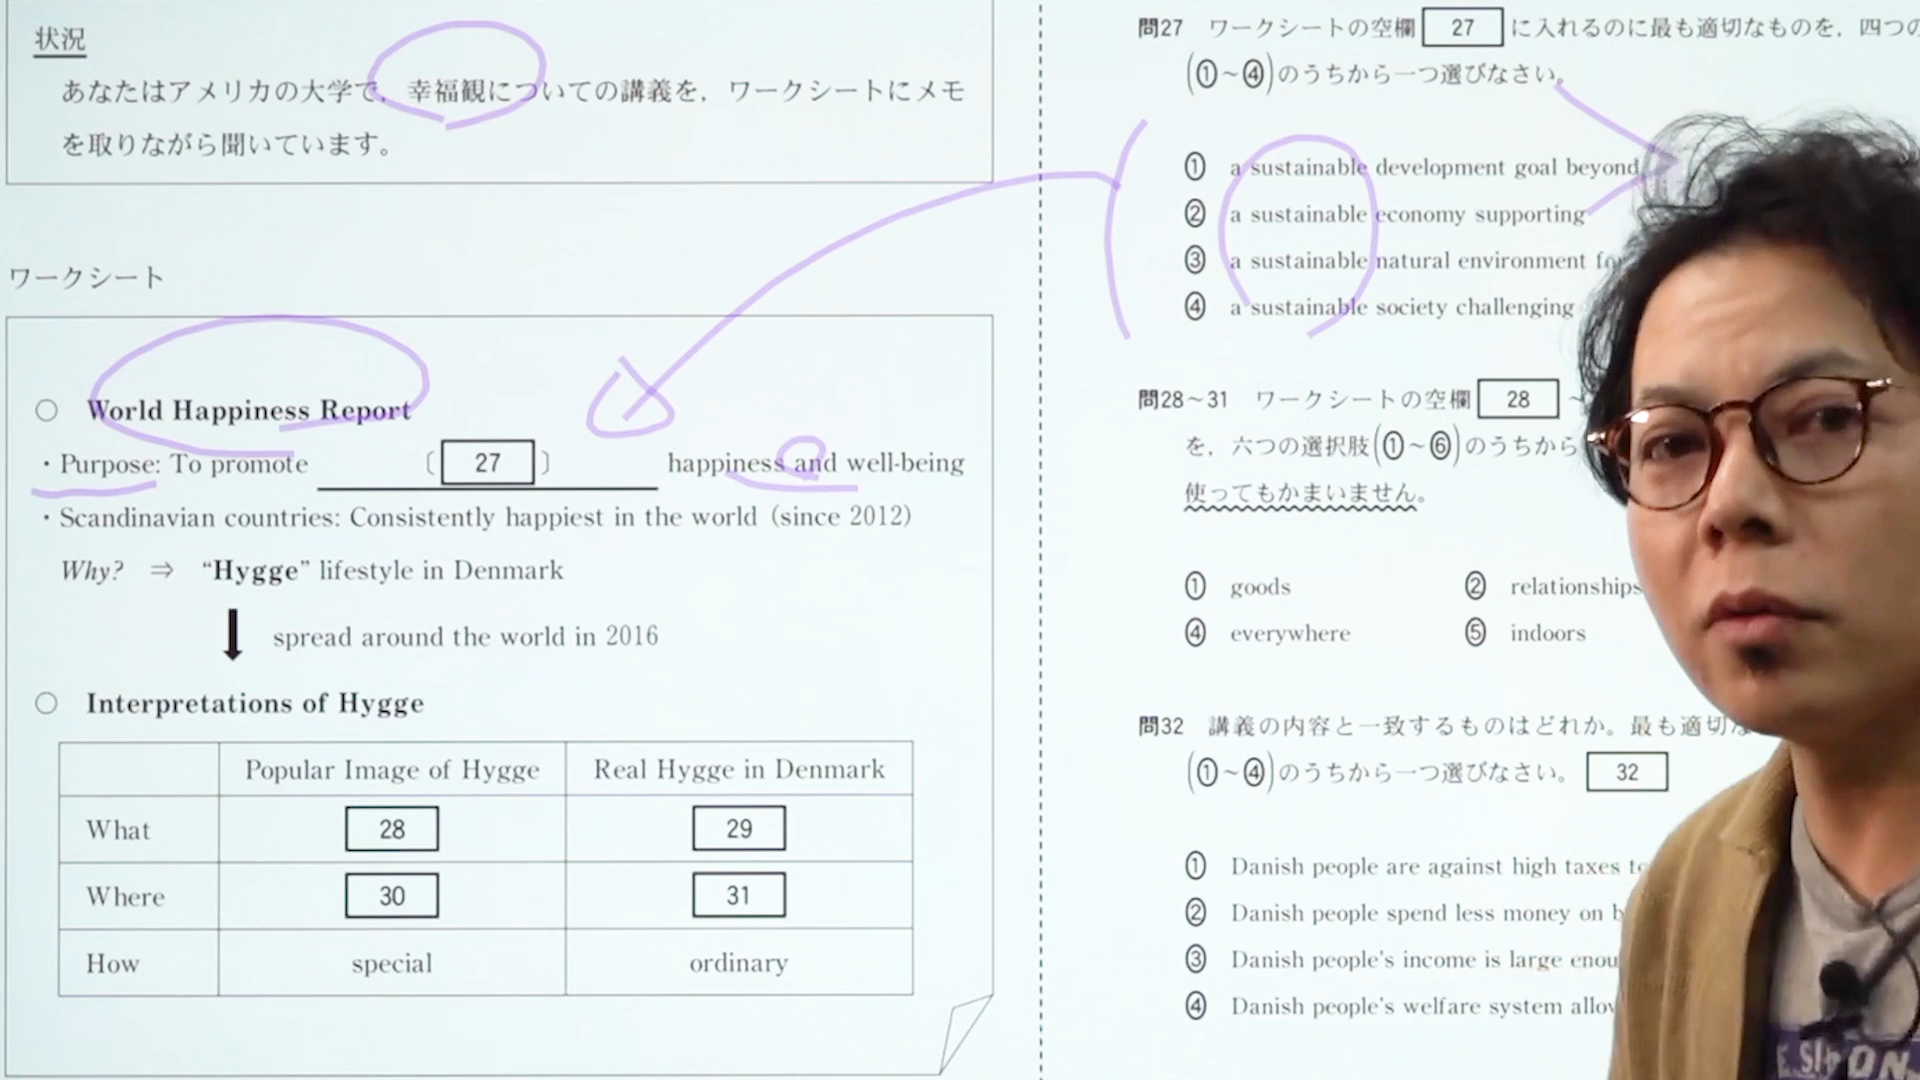 状況
あなたはアメリカの大学で，幸福観についての講義を，ワークシートにメモ
を取りながら聞いています。
ワークシート
○ World Happiness Report
・Purpose: To promote 〔 27 〕 happiness and well-being
・Scandinavian countries: Consistently happiest in the world (since 2012)
Why? ⇒ “Hygge” lifestyle in Denmark
spread around the world in 2016
○ Interpretations of Hygge
Popular Image of Hygge Real Hygge in Denmark
What 28 29
Where 30 31
How special ordinary
問27 ワークシートの空欄 27 に入れるのに最も適切なものを，四つの
(①～④)のうちから一つ選びなさい。
① a sustainable development goal beyond
② a sustainable economy supporting
③ a sustainable natural environment
④ a sustainable society challenging
問28～31 ワークシートの空欄 28 ～
を，六つの選択肢(①～⑥)のうちから
使ってもかまいません。
① goods ② relationships
④ everywhere ⑤ indoors
問32 講義の内容と一致するものはどれか。最も適切な
(①～④)のうちから一つ選びなさい。 32
① Danish people are against high taxes
② Danish people spend less money on
③ Danish people's income is large
④ Danish people's welfare system